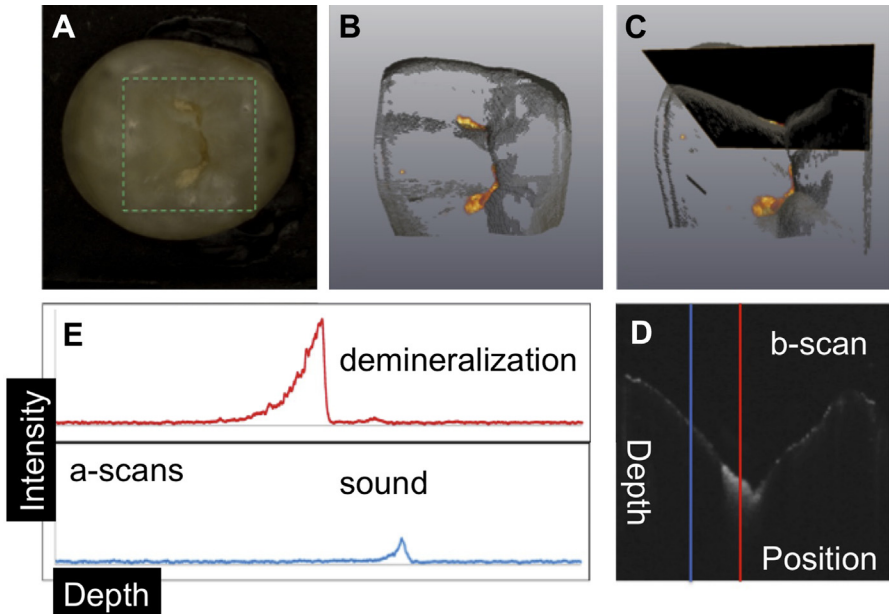 A
B
C
E
demineralization
Intensity
a-scans
sound
Depth
D
b-scan
Depth
Position